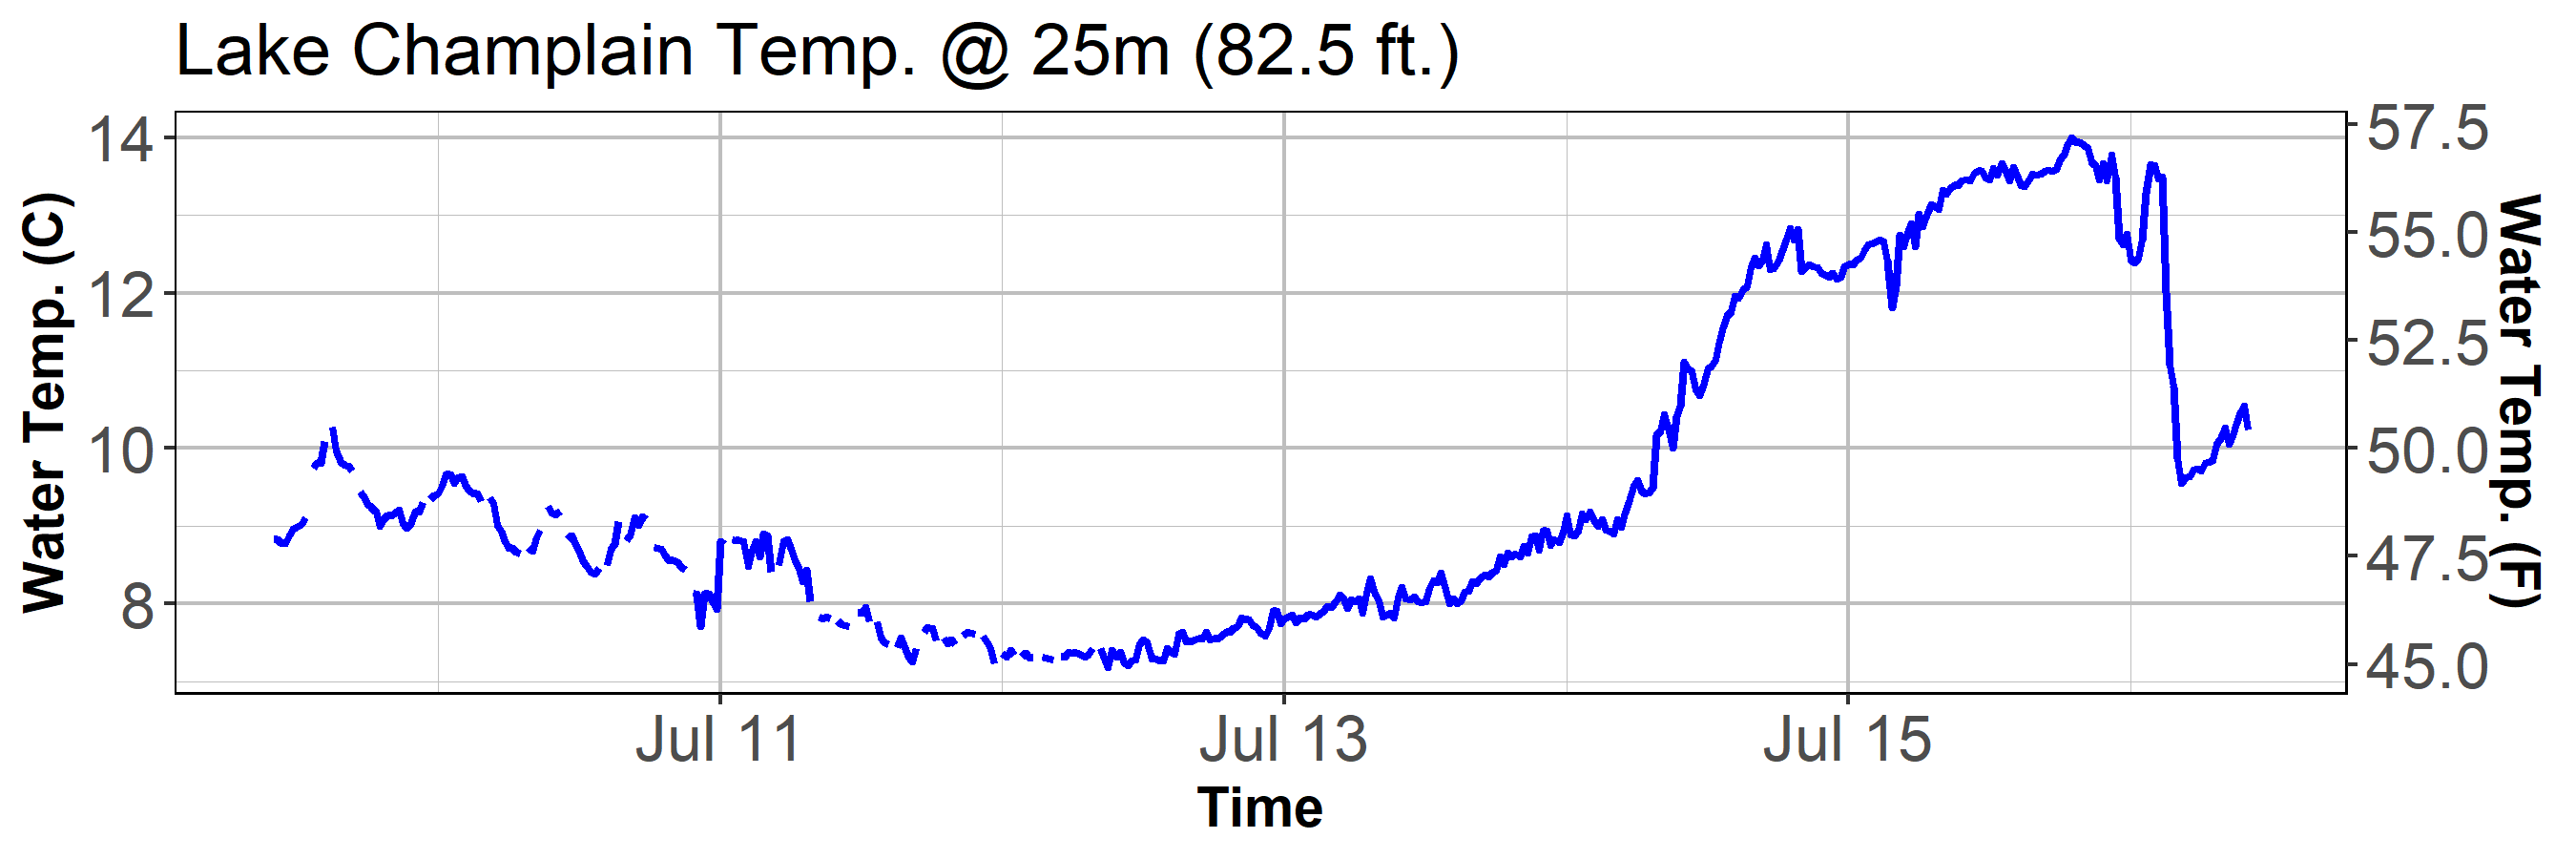 Lake Champlain Temp. @ 25m (82.5 ft.)
Water Temp. (C)
14
12
10
8
57.5
55.0
52.5
50.0
47.5
45.0
Water Temp. (F)
Jul 11 Jul 13 Jul 15
Time